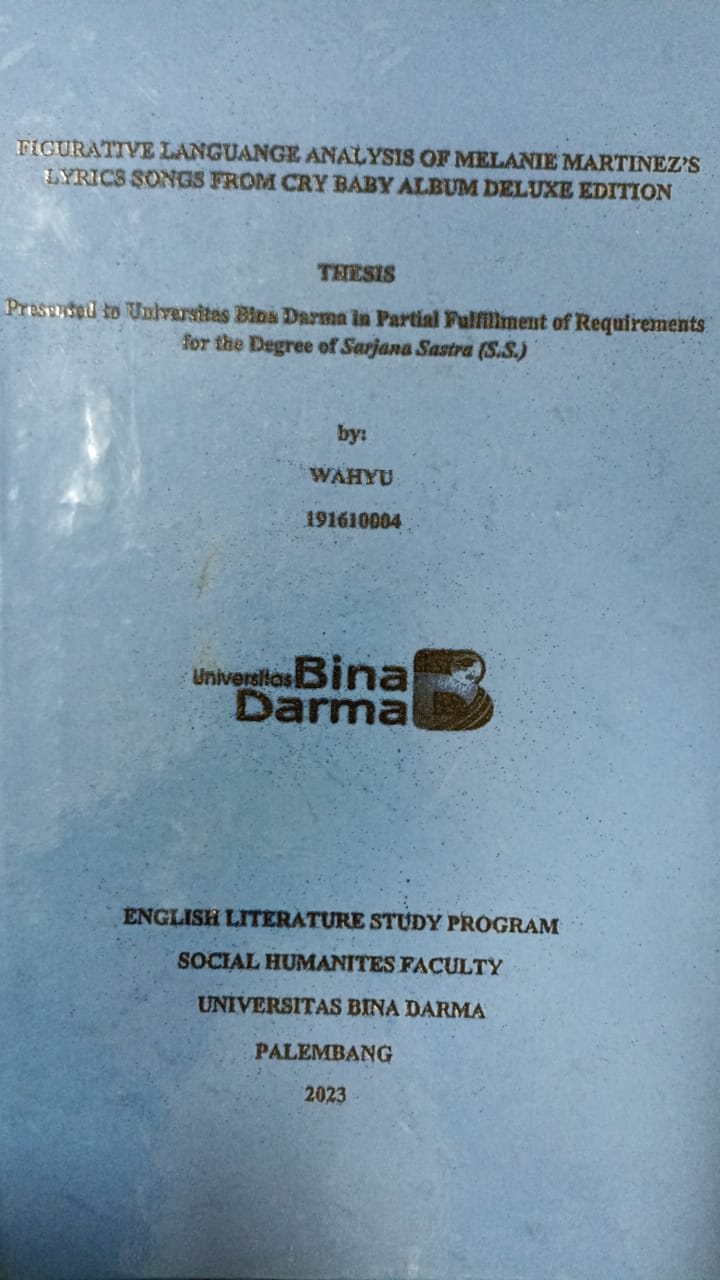 FIGURATIVE LANGUANGE ANALYSIS OF MELANIE MARTINEZ'S
LYRICS SONGS FROM CRY BABY ALBUM DELUXE EDITION
THESIS
Presented to Universitas Bina Darma in Partial Fulfillment of Requirements
for the Degree of Sarjana Sastra (S.S.)
by:
WAHYU
191610004
Universitas Bina
Darma
ENGLISH LITERATURE STUDY PROGRAM
SOCIAL HUMANITES FACULTY
UNIVERSITAS BINA DARMA
PALEMBANG
2023